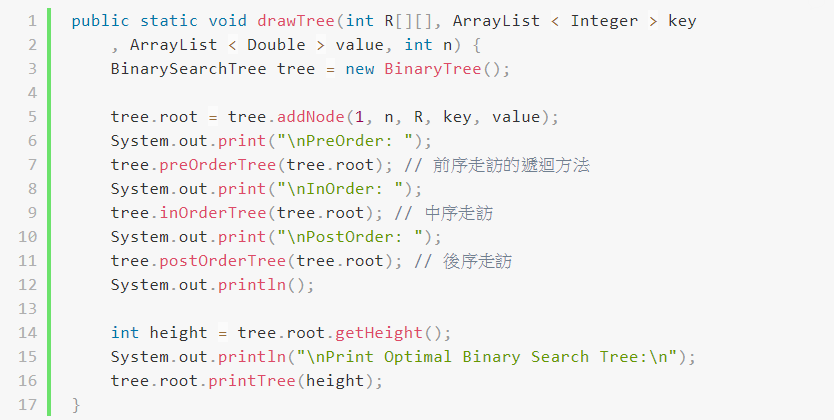 1 public static void drawTree(int R[][], ArrayList < Integer > key
2     , ArrayList < Double > value, int n) {
3     BinarySearchTree tree = new BinaryTree();
4
5     tree.root = tree.addNode(1, n, R, key, value);
6     System.out.print("\nPreOrder: ");
7     tree.preOrderTree(tree.root); // 前序走訪的遞迴方法
8     System.out.print("\nInOrder: ");
9     tree.inOrderTree(tree.root); // 中序走訪
10     System.out.print("\nPostOrder: ");
11     tree.postOrderTree(tree.root); // 後序走訪
12     System.out.println();
13
14     int height = tree.root.getHeight();
15     System.out.println("\nPrint Optimal Binary Search Tree:\n");
16     tree.root.printTree(height);
17 }